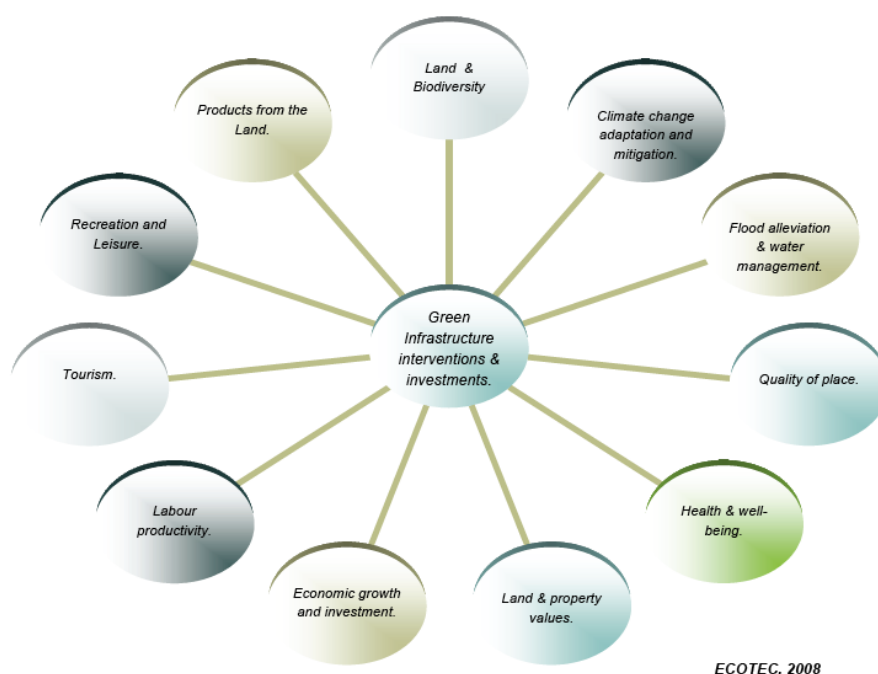 Land &
Biodiversity
Products from the
Land.
Climate change
adaptation and
mitigation.
Recreation and
Leisure.
Flood alleviation
& water
management.
Green
Infrastructure
interventions &
investments.
Tourism.
Quality of place.
Labour
productivity.
Health & well-
being.
Economic growth
and investment.
Land & property
values.
ECOTEC, 2008